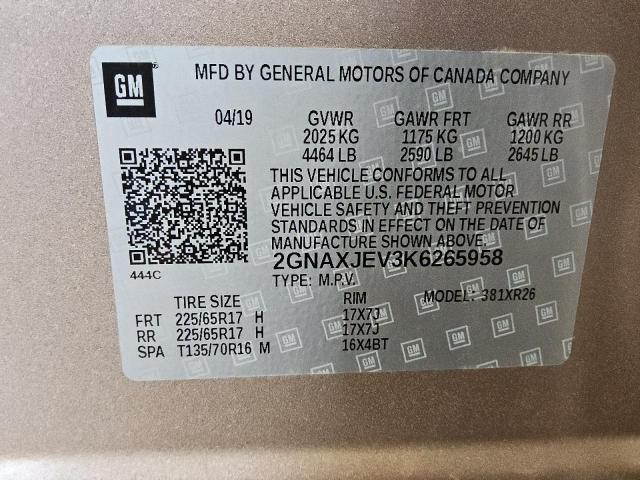 GM
MFD BY GENERAL MOTORS OF CANADA COMPANY
04/19 GVWR GAWR FRT GAWR RR
2025 KG 1175 KG 1200 KG
4464 LB 2590 LB 2645 LB
THIS VEHICLE CONFORMS TO ALL
APPLICABLE U.S. FEDERAL MOTOR
VEHICLE SAFETY AND THEFT PREVENTION
STANDARDS IN EFFECT ON THE DATE OF
MANUFACTURE SHOWN ABOVE.
2GNAXJEV3K6265958
444C
TYPE: M.P.V. MODEL: 381XR26
TIRE SIZE RIM
FRT 225/65R17 H 17X7J
RR 225/65R17 H 17X7J
SPA T135/70R16 M 16X4BT